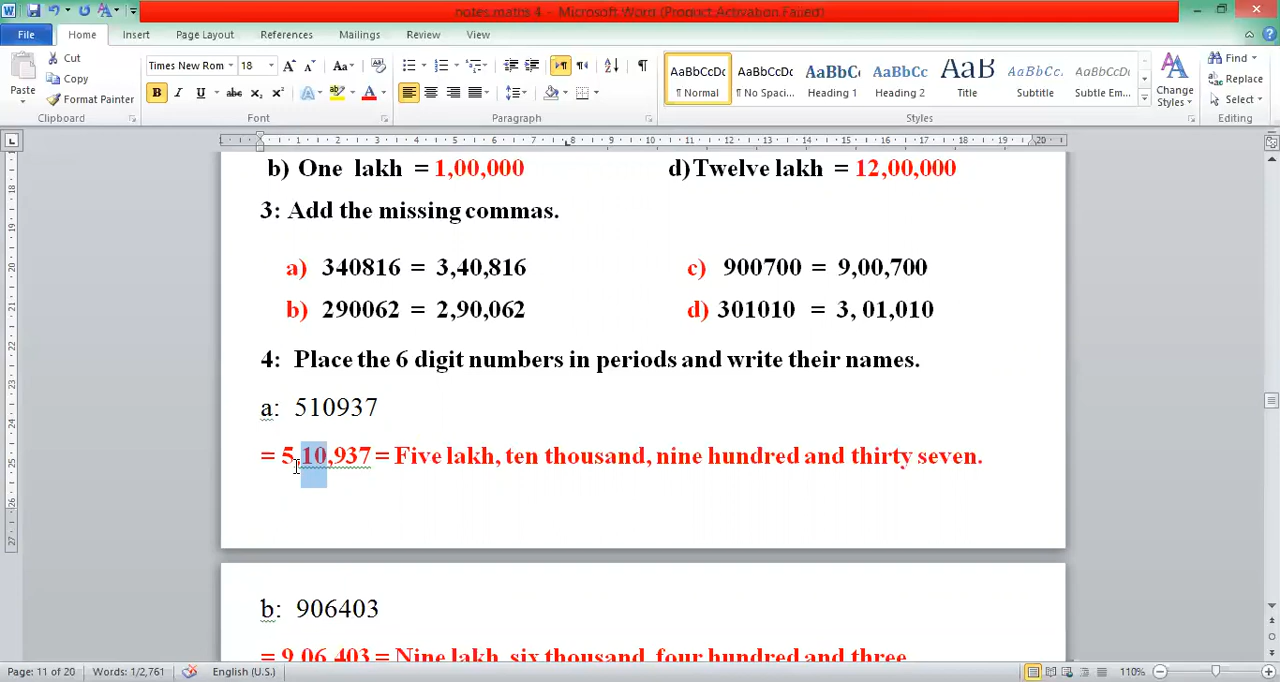 notes maths 4 - Microsoft Word (Product Activation Failed)
File Home Insert Page Layout References Mailings Review View
Paste Cut Copy Format Painter
Times New Rom 18 Aa
B I U abc x₂ x² A A
AaBbCcDc AaBbCcDc AaBbC AaBbCc AaB AaBbCc. AaBbCcDi
¶ Normal ¶ No Spaci... Heading 1 Heading 2 Title Subtitle Subtle Em...
Change Styles
Find Replace Select
Clipboard Font Paragraph Styles Editing
b) One lakh = 1,00,000 d) Twelve lakh = 12,00,000
3: Add the missing commas.
a) 340816 = 3,40,816 c) 900700 = 9,00,700
b) 290062 = 2,90,062 d) 301010 = 3, 01,010
4: Place the 6 digit numbers in periods and write their names.
a: 510937
= 5,10,937 = Five lakh, ten thousand, nine hundred and thirty seven.
b: 906403
= 9,06,403 = Nine lakh, six thousand, four hundred and three
Page: 11 of 20 Words: 1/2,761 English (U.S.) 110%